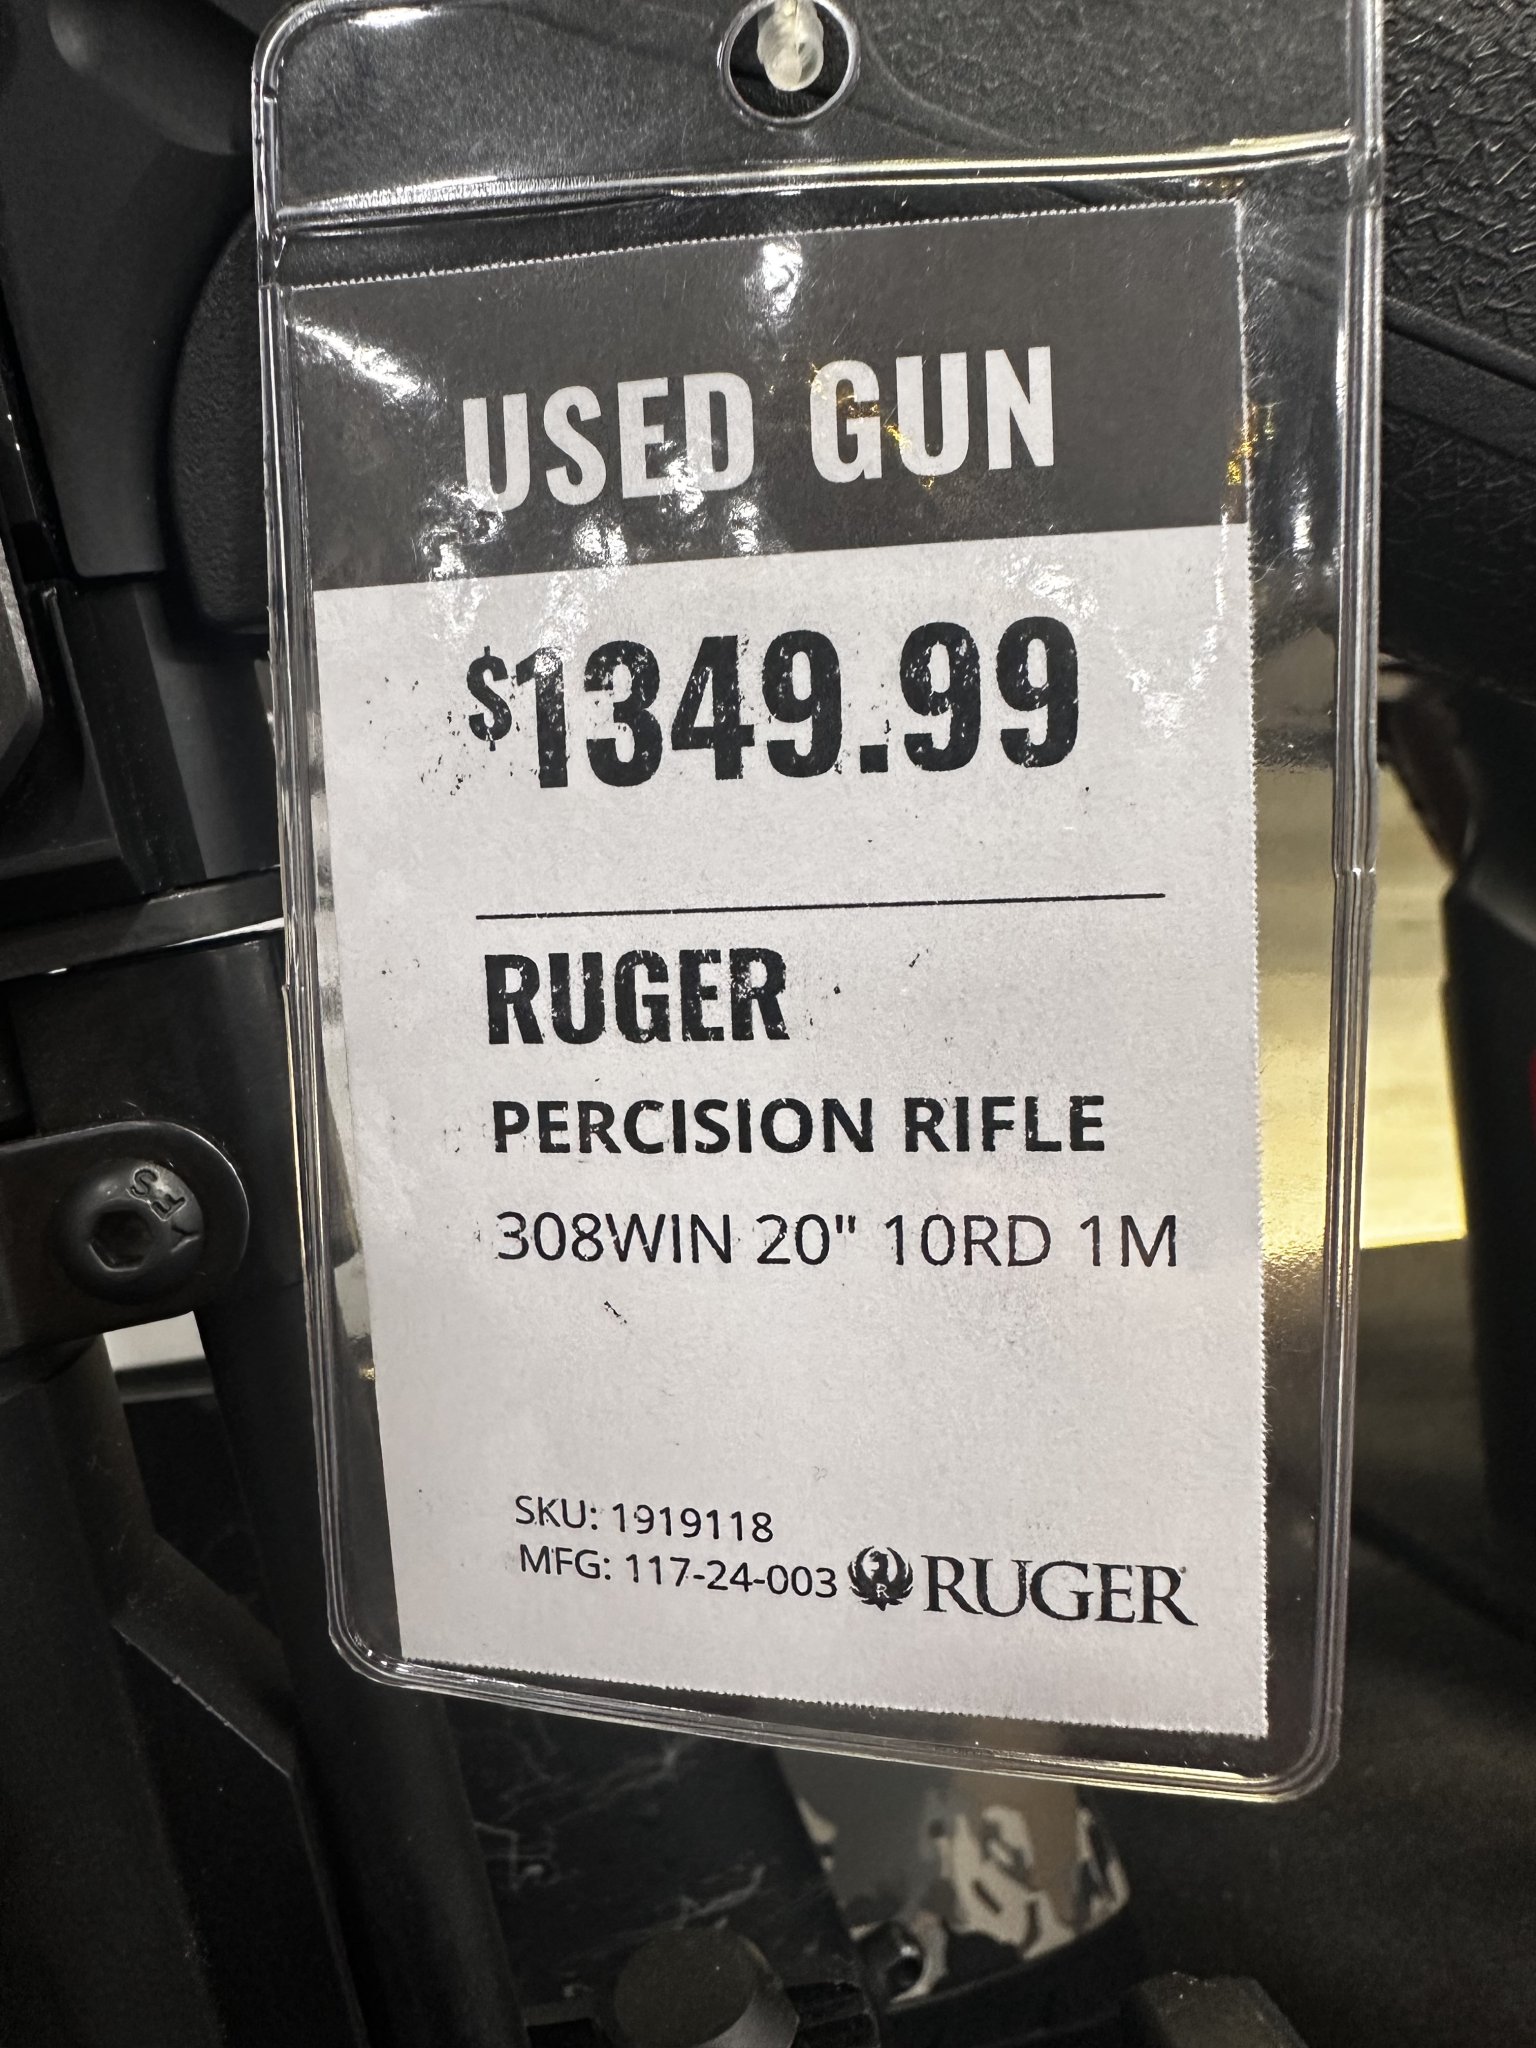 USED GUN
$1349.99
RUGER
PERCISION RIFLE
308WIN 20" 10RD 1M
SKU: 1919118
MFG: 117-24-003
RUGER